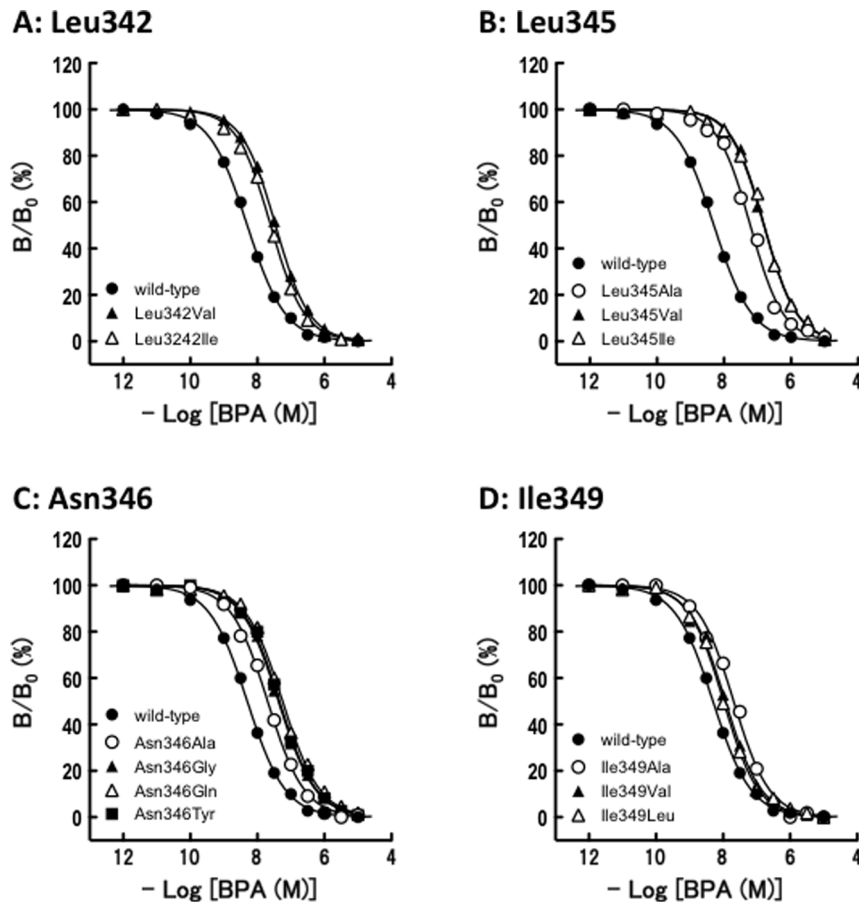 A: Leu342
B: Leu345
120
100
80
60
40
20
0
B/B0 (%)
wild-type
Leu342Val
Leu3242Ile
12 10 8 6 4
– Log [BPA (M)]
120
100
80
60
40
20
0
B/B0 (%)
wild-type
Leu345Ala
Leu345Val
Leu345Ile
12 10 8 6 4
– Log [BPA (M)]
C: Asn346
D: Ile349
120
100
80
60
40
20
0
B/B0 (%)
wild-type
Asn346Ala
Asn346Gly
Asn346Gln
Asn346Tyr
12 10 8 6 4
– Log [BPA (M)]
120
100
80
60
40
20
0
B/B0 (%)
wild-type
Ile349Ala
Ile349Val
Ile349Leu
12 10 8 6 4
– Log [BPA (M)]